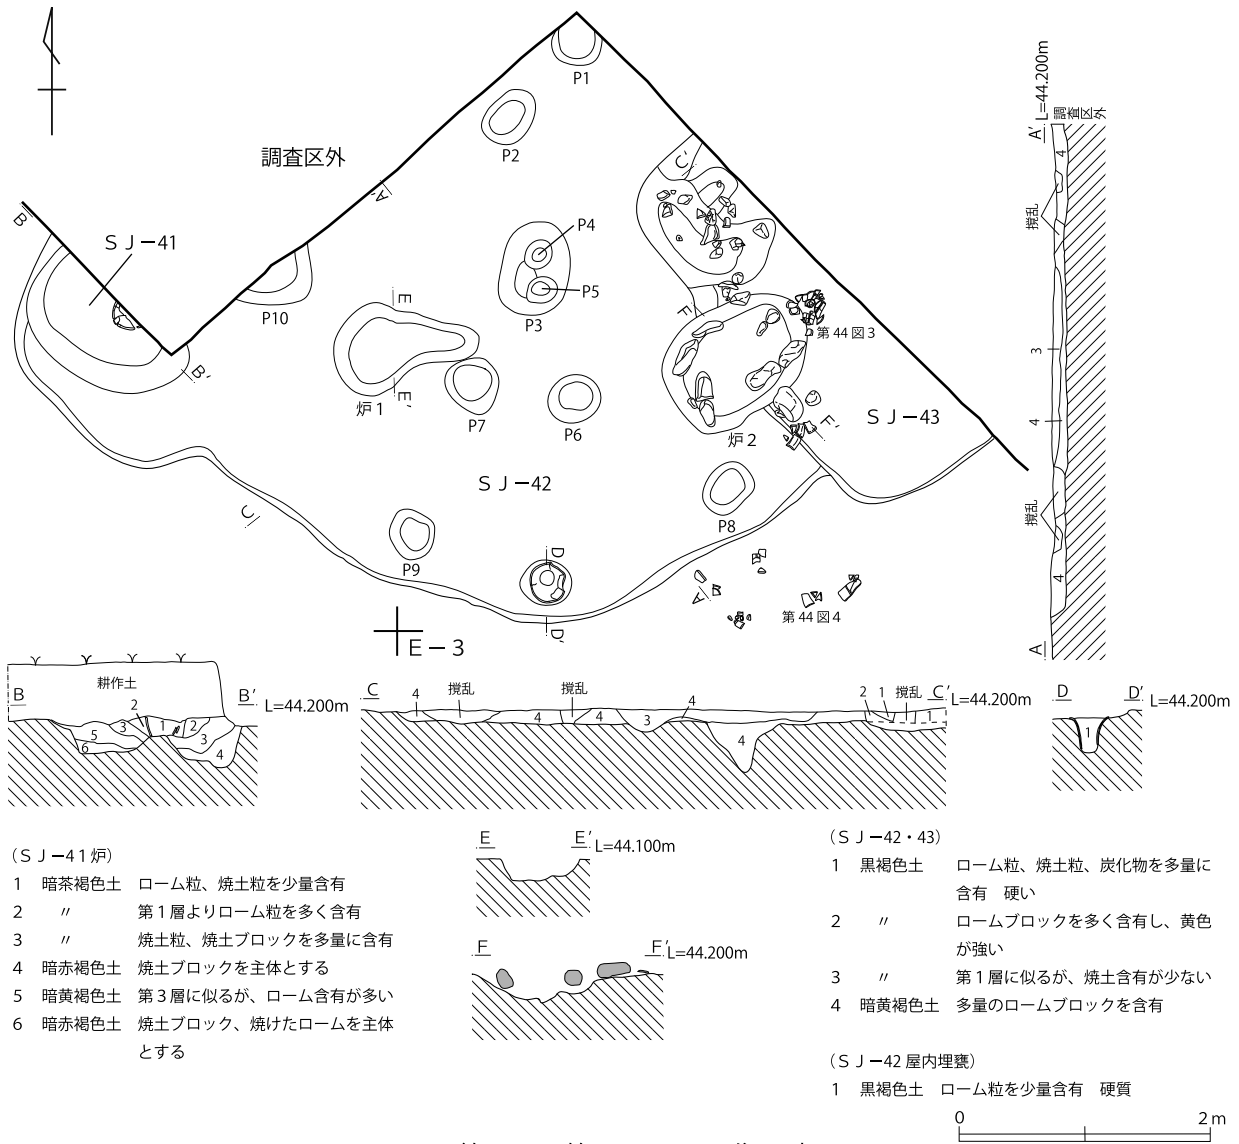 P1
P2
調査区外
A'
B
SJ-41
C'
P4
P5
P3
E
P10
F'
第44図3
B'
炉1
E'
P7
P6
炉2
F'
SJ-43
SJ-42
C
P8
P9
D
A
第44図4
D'
E-3
A'
L=44.200m
調査区外
4
撹乱
3
4
撹乱
4
A
耕作土
B
B'
L=44.200m
2
3
1
2
5
3
6
4
C
4
撹乱
撹乱
4
2
1
撹乱
C'
L=44.200m
4
4
3
1
4
D
D'
L=44.200m
1
E
E'
L=44.100m
F
F'
L=44.200m
(SJ-41炉)
1 暗茶褐色土 ローム粒、焼土粒を少量含有
2 〃 第1層よりローム粒を多く含有
3 〃 焼土粒、焼土ブロックを多量に含有
4 暗赤褐色土 焼土ブロックを主体とする
5 暗黄褐色土 第3層に似るが、ローム含有が多い
6 暗赤褐色土 焼土ブロック、焼けたロームを主体
とする
(SJ-42・43)
1 黒褐色土 ローム粒、焼土粒、炭化物を多量に
含有 硬い
2 〃 ロームブロックを多く含有し、黄色
が強い
3 〃 第1層に似るが、焼土含有が少ない
4 暗黄褐色土 多量のロームブロックを含有
(SJ-42 屋内埋甕)
1 黒褐色土 ローム粒を少量含有 硬質
0 2m